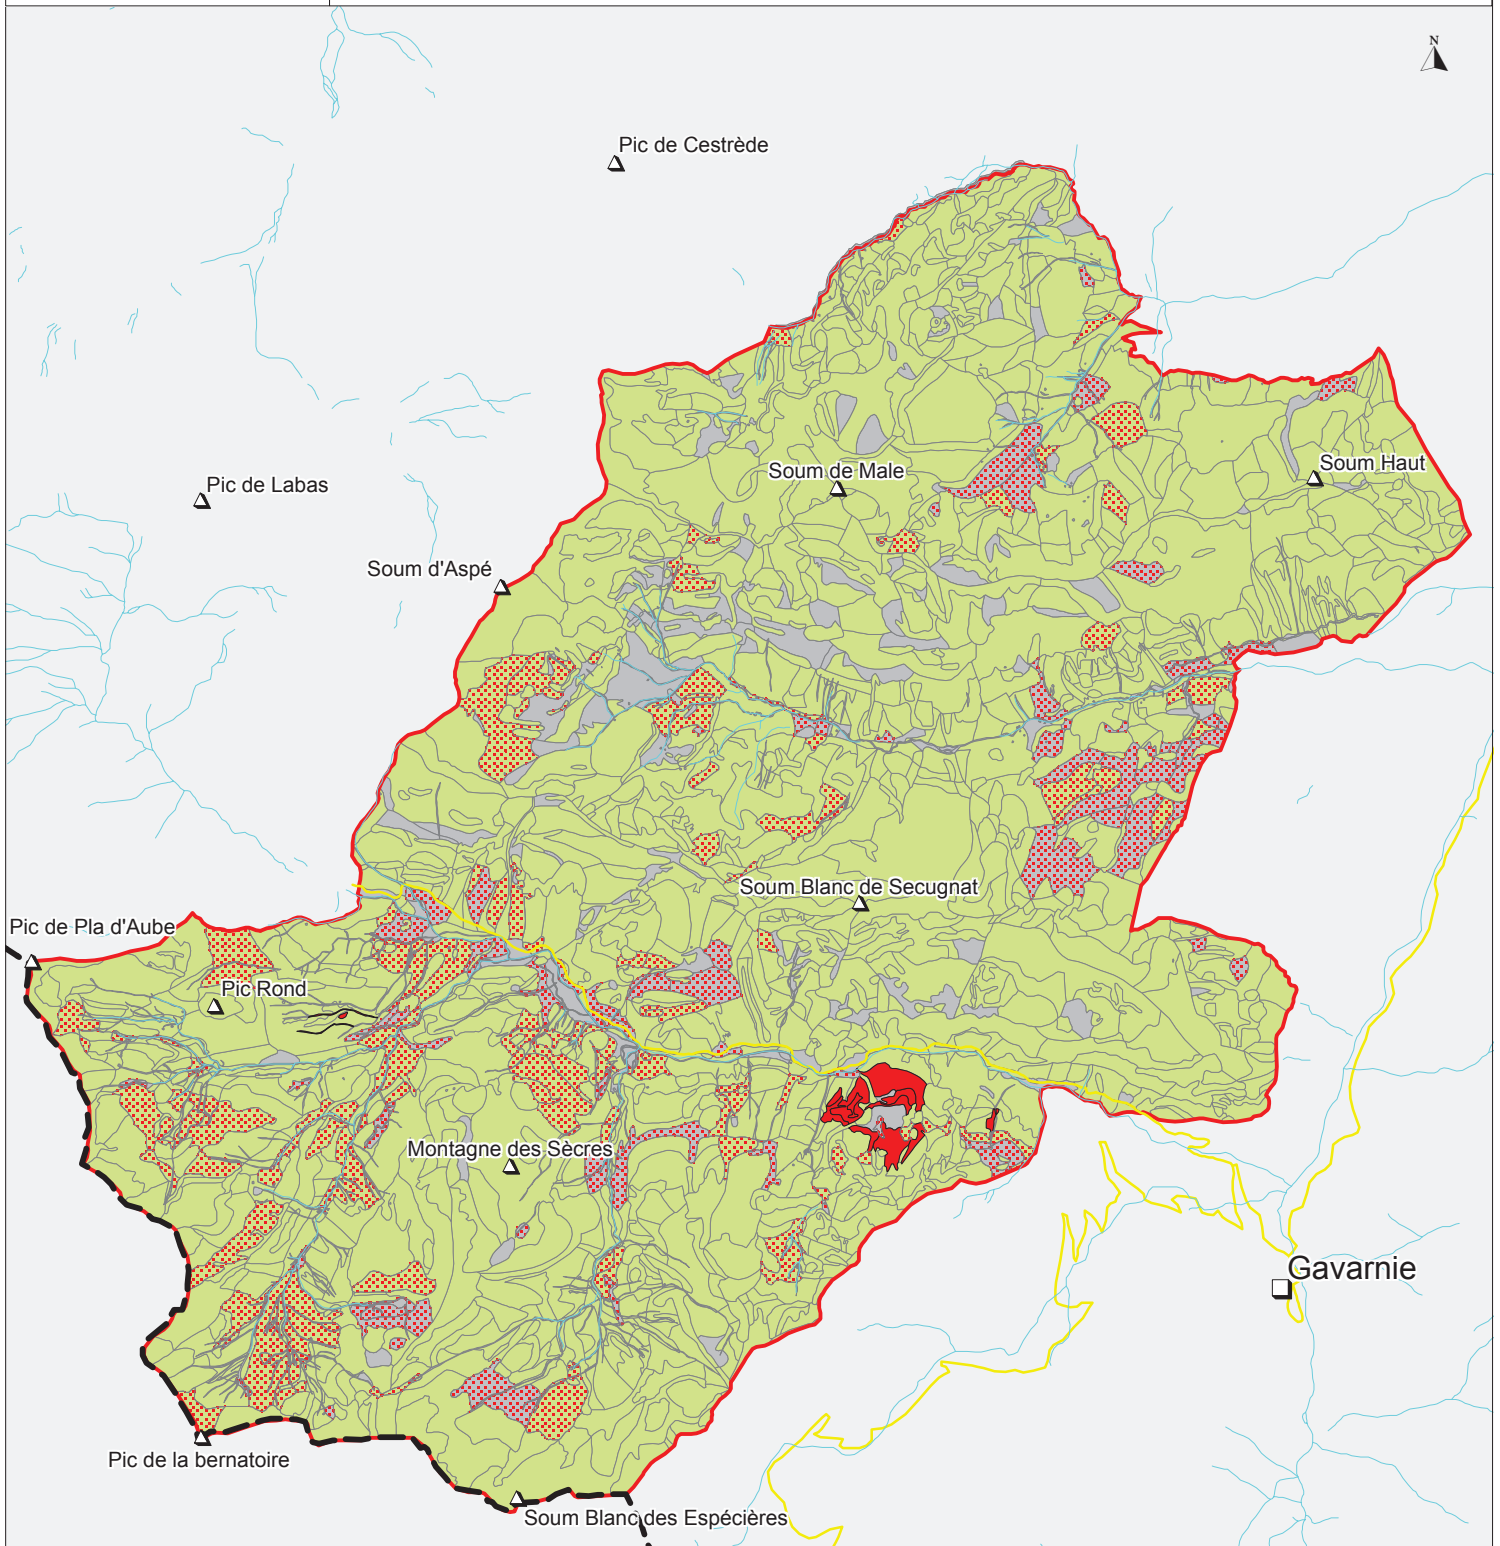 N
Pic de Cestrède
Soum de Male
Soum Haut
Pic de Labas
Soum d'Aspé
Soum Blanc de Secugnat
Pic de Pla d'Aube
Pic Rond
Montagne des Sècres
Gavarnie
Pic de la bernatoire
Soum Blanc des Espécières